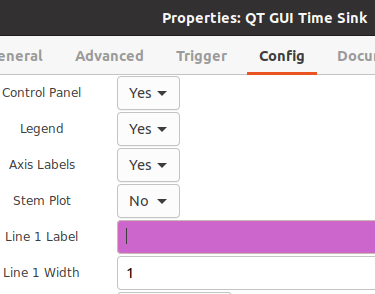 Properties: QT GUI Time Sink
eneral Advanced Trigger Config Docu
Control Panel Yes
Legend Yes
Axis Labels Yes
Stem Plot No
Line 1 Label
Line 1 Width 1